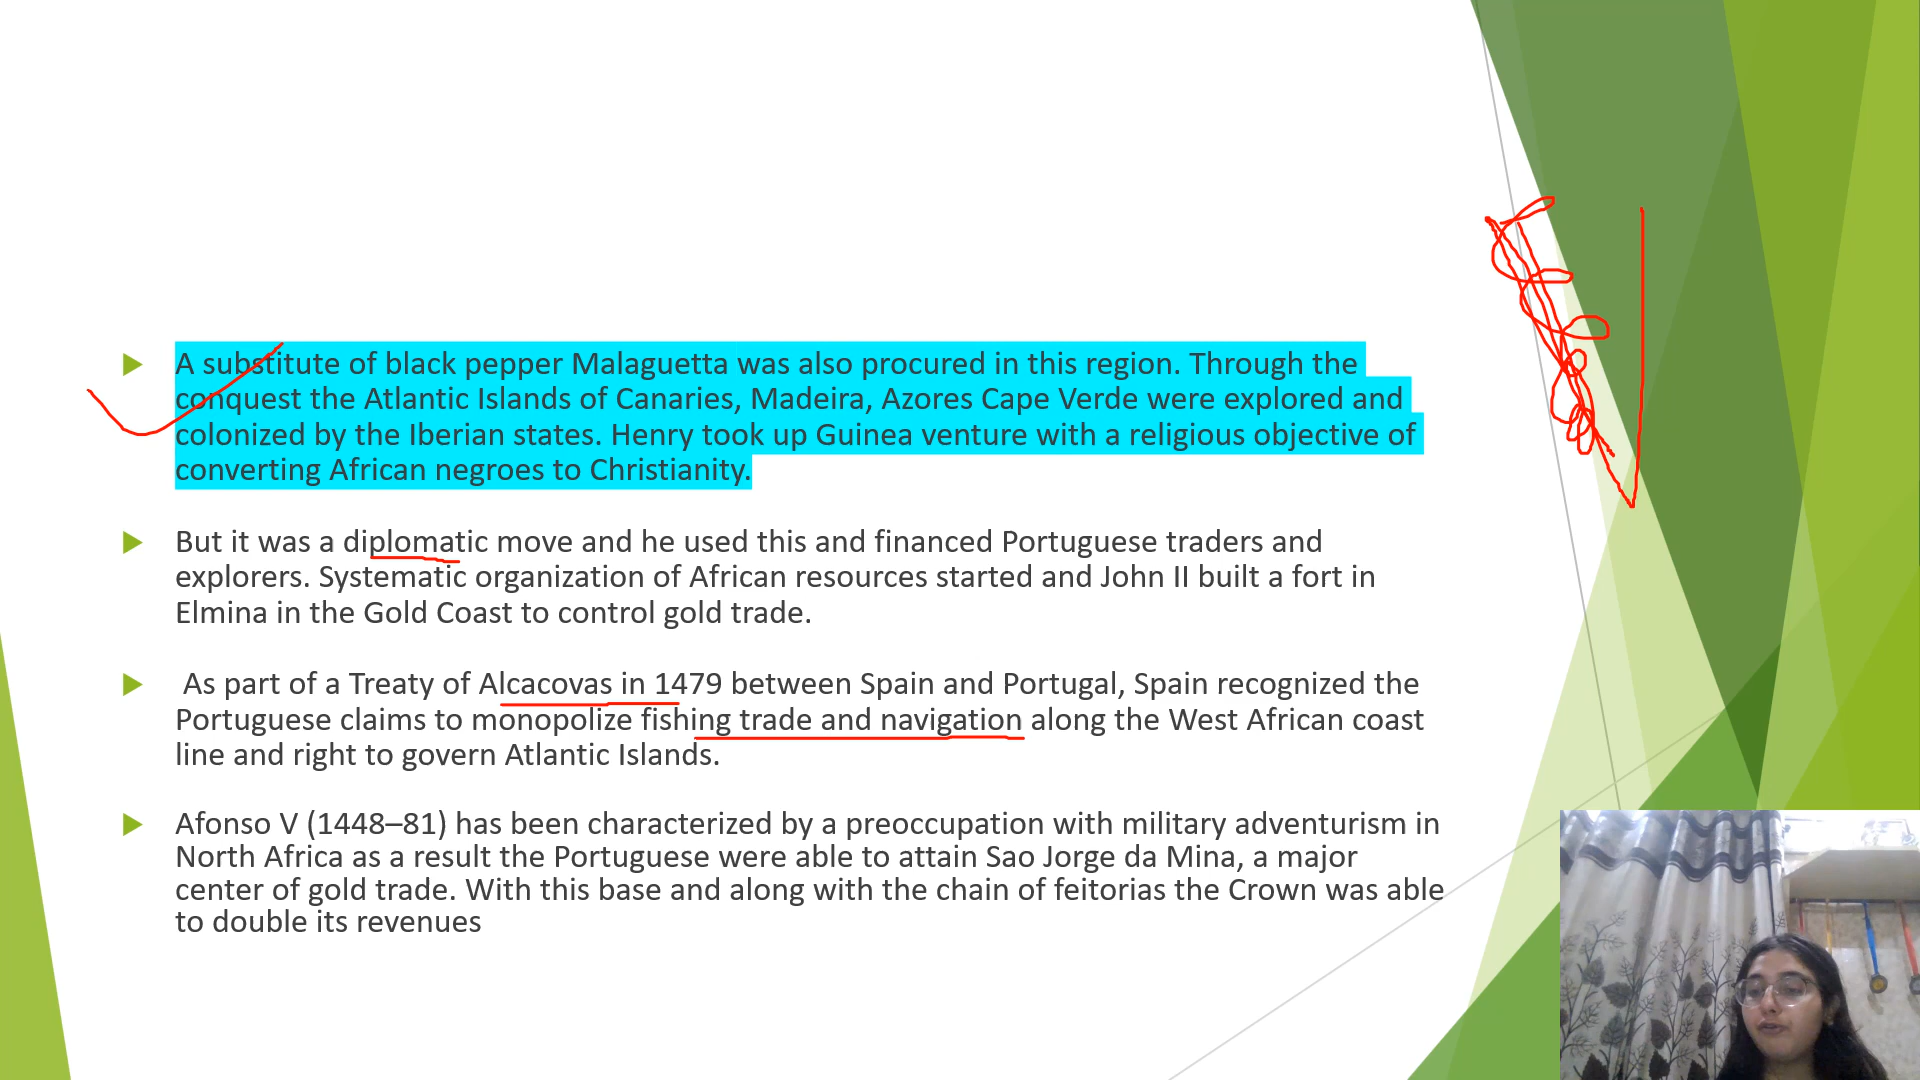 A substitute of black pepper Malaguetta was also procured in this region. Through the
conquest the Atlantic Islands of Canaries, Madeira, Azores Cape Verde were explored and
colonized by the Iberian states. Henry took up Guinea venture with a religious objective of
converting African negroes to Christianity.
But it was a diplomatic move and he used this and financed Portuguese traders and
explorers. Systematic organization of African resources started and John II built a fort in
Elmina in the Gold Coast to control gold trade.
As part of a Treaty of Alcacovas in 1479 between Spain and Portugal, Spain recognized the
Portuguese claims to monopolize fishing trade and navigation along the West African coast
line and right to govern Atlantic Islands.
Afonso V (1448–81) has been characterized by a preoccupation with military adventurism in
North Africa as a result the Portuguese were able to attain Sao Jorge da Mina, a major
center of gold trade. With this base and along with the chain of feitorias the Crown was able
to double its revenues